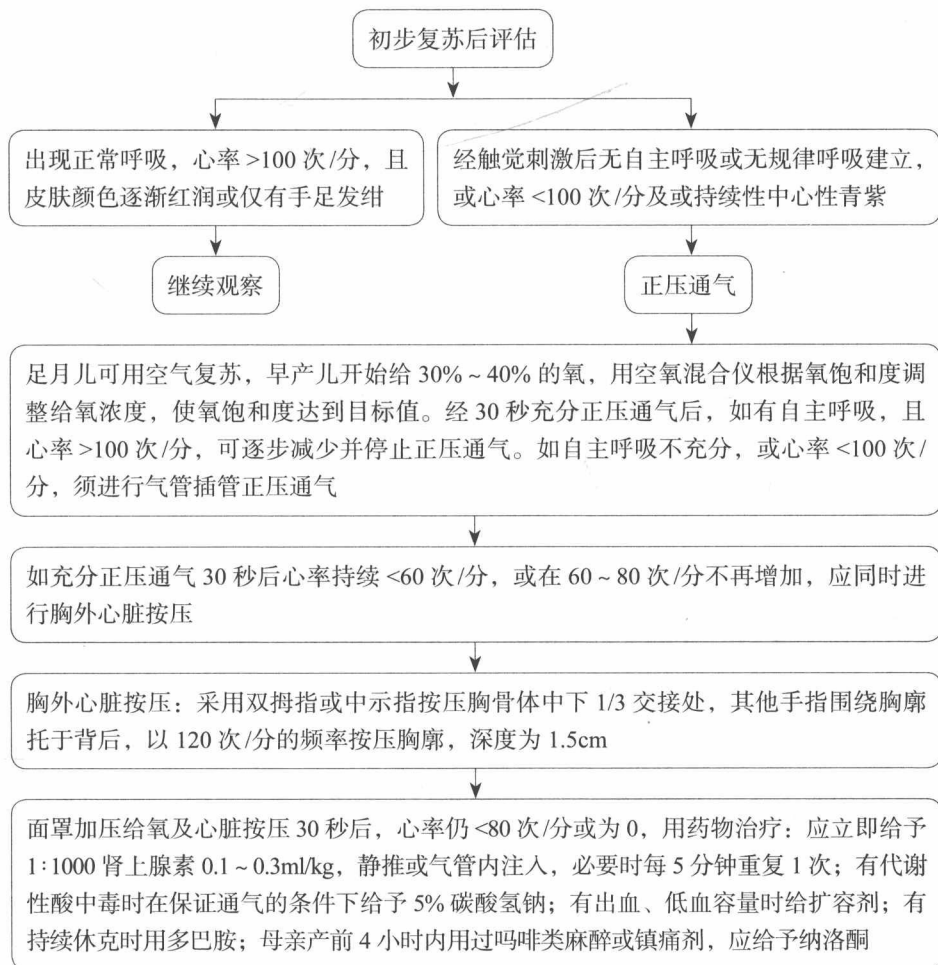 初步复苏后评估
出现正常呼吸，心率 >100 次/分，且
皮肤颜色逐渐红润或仅有手足发绀
经触觉刺激后无自主呼吸或无规律呼吸建立，
或心率 <100 次/分及或持续性中心性青紫
继续观察
正压通气
足月儿可用空气复苏，早产儿开始给 30% ~ 40% 的氧，用空氧混合仪根据氧饱和度调
整给氧浓度，使氧饱和度达到目标值。经 30 秒充分正压通气后，如有自主呼吸，且
心率 >100 次/分，可逐步减少并停止正压通气。如自主呼吸不充分，或心率 <100 次/
分，须进行气管插管正压通气
如充分正压通气 30 秒后心率持续 <60 次/分，或在 60 ~ 80 次/分不再增加，应同时进
行胸外心脏按压
胸外心脏按压：采用双拇指或中示指按压胸骨体中下 1/3 交接处，其他手指围绕胸廓
托于背后，以 120 次/分的频率按压胸廓，深度为 1.5cm
面罩加压给氧及心脏按压 30 秒后，心率仍 <80 次/分或为 0，用药物治疗：应立即给予
1∶1000 肾上腺素 0.1 ~ 0.3ml/kg，静推或气管内注入，必要时每 5 分钟重复 1 次；有代谢
性酸中毒时在保证通气的条件下给予 5% 碳酸氢钠；有出血、低血容量时给扩容剂；有
持续休克时用多巴胺；母亲产前 4 小时内用过吗啡类麻醉或镇痛剂，应给予纳洛酮